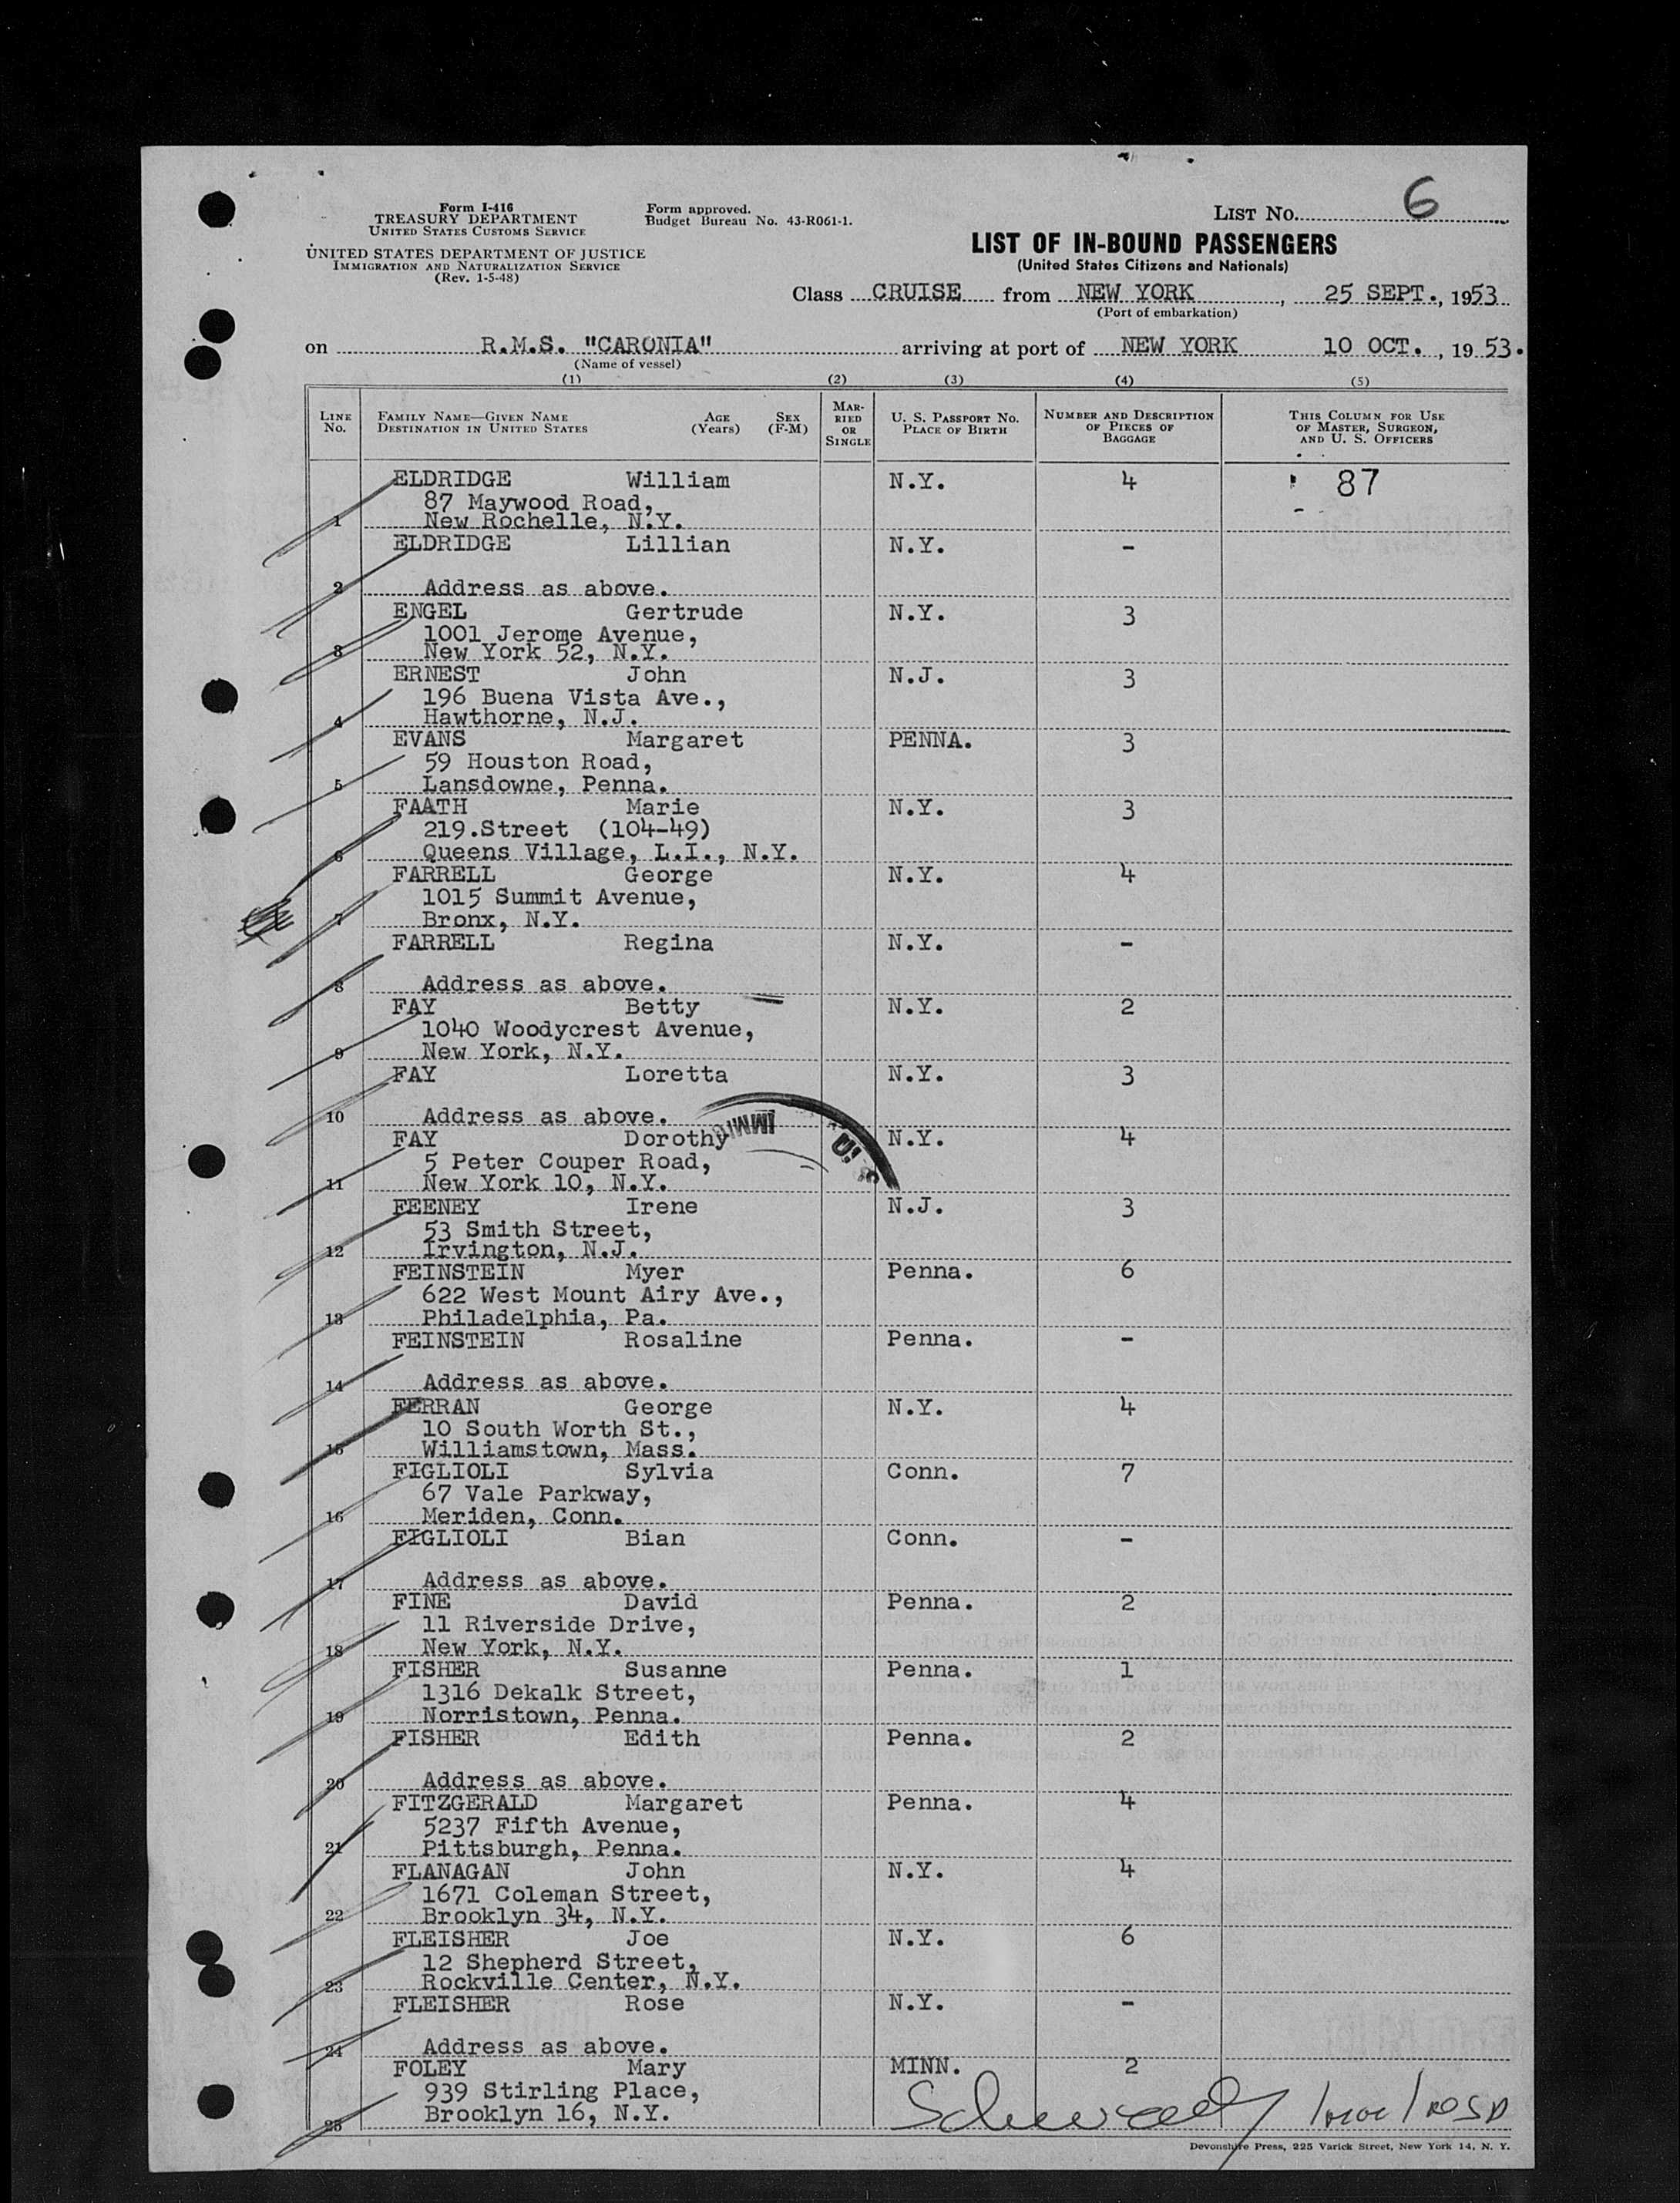 Form I-416
TREASURY DEPARTMENT
UNITED STATES CUSTOMS SERVICE
UNITED STATES DEPARTMENT OF JUSTICE
IMMIGRATION AND NATURALIZATION SERVICE
(Rev. 1-5-48)
Form approved.
Budget Bureau No. 43-R061-1.
LIST NO. 6
LIST OF IN-BOUND PASSENGERS
(United States Citizens and Nationals)
Class CRUISE from NEW YORK, 25 SEPT., 1953
(Port of embarkation)
on R.M.S. "CARONIA" arriving at port of NEW YORK 10 OCT., 1953.
(Name of vessel)
(1) (2) (3) (4) (5)
LINE No. FAMILY NAME—GIVEN NAME DESTINATION IN UNITED STATES AGE (Years) SEX (F-M) MARRIED OR SINGLE U. S. PASSPORT NO. PLACE OF BIRTH NUMBER AND DESCRIPTION OF PIECES OF BAGGAGE THIS COLUMN FOR USE OF MASTER, SURGEON, AND U. S. OFFICERS
ELDRIDGE William N.Y. 4 87
87 Maywood Road,
1 New Rochelle, N.Y.
ELDRIDGE Lillian N.Y. -
2 Address as above.
ENGEL Gertrude N.Y. 3
1001 Jerome Avenue,
3 New York 52, N.Y.
ERNEST John N.J. 3
196 Buena Vista Ave.,
4 Hawthorne, N.J.
EVANS Margaret PENNA. 3
59 Houston Road,
5 Lansdowne, Penna.
FAATH Marie N.Y. 3
219.Street (104-49)
6 Queens Village, L.I., N.Y.
FARRELL George N.Y. 4
1015 Summit Avenue,
7 Bronx, N.Y.
FARRELL Regina N.Y. -
8 Address as above.
FAY Betty N.Y. 2
1040 Woodycrest Avenue,
9 New York, N.Y.
FAY Loretta N.Y. 3
10 Address as above.
FAY Dorothy N.Y. 4
5 Peter Couper Road,
11 New York 10, N.Y.
FEENEY Irene N.J. 3
53 Smith Street,
12 Irvington, N.J.
FEINSTEIN Myer Penna. 6
622 West Mount Airy Ave.,
13 Philadelphia, Pa.
FEINSTEIN Rosaline Penna. -
14 Address as above.
FERRAN George N.Y. 4
10 South Worth St.,
15 Williamstown, Mass.
FIGLIOLI Sylvia Conn. 7
67 Vale Parkway,
16 Meriden, Conn.
FIGLIOLI Bian Conn. -
17 Address as above.
FINE David Penna. 2
11 Riverside Drive,
18 New York, N.Y.
FISHER Susanne Penna. 1
1316 Dekalk Street,
19 Norristown, Penna.
FISHER Edith Penna. 2
20 Address as above.
FITZGERALD Margaret Penna. 4
5237 Fifth Avenue,
21 Pittsburgh, Penna.
FLANAGAN John N.Y. 4
1671 Coleman Street,
22 Brooklyn 34, N.Y.
FLEISHER Joe N.Y. 6
12 Shepherd Street,
23 Rockville Center, N.Y.
FLEISHER Rose N.Y. -
24 Address as above.
FOLEY Mary MINN. 2
939 Stirling Place,
25 Brooklyn 16, N.Y.
Devonshire Press, 225 Varick Street, New York 14, N. Y.